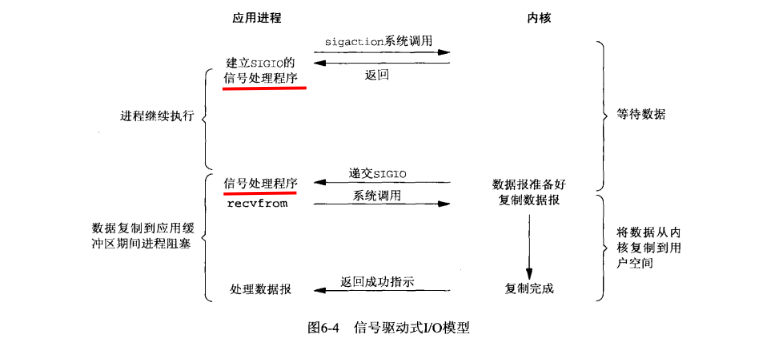 应用进程
内核
sigaction系统调用
建立SIGIO的
信号处理程序
返回
进程继续执行
等待数据
递交SIGIO
信号处理程序
数据报准备好
系统调用
recvfrom
复制数据报
数据复制到应用缓
冲区期间进程阻塞
将数据从内
核复制到用
户空间
返回成功指示
处理数据报
复制完成
图6-4 信号驱动式I/O模型